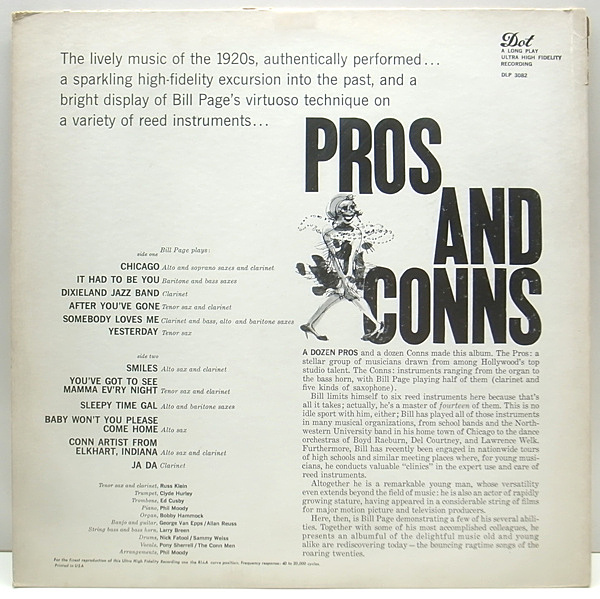 The lively music of the 1920s, authentically performed...
a sparkling high-fidelity excursion into the past, and a
bright display of Bill Page's virtuoso technique on
a variety of reed instruments...
Dot
A LONG PLAY
ULTRA HIGH FIDELITY
RECORDING
DLP 3082
PROS
AND
CONNS
side one Bill Page plays:
CHICAGO Alto and soprano saxes and clarinet
IT HAD TO BE YOU Baritone and bass saxes
DIXIELAND JAZZ BAND Clarinet
AFTER YOU'VE GONE Tenor sax and clarinet
SOMEBODY LOVES ME Clarinet and bass, alto and baritone saxes
YESTERDAY Tenor sax
side two
SMILES Alto sax and clarinet
YOU'VE GOT TO SEE
MAMMA EV'RY NIGHT Tenor sax and clarinet
SLEEPY TIME GAL Alto and baritone saxes
BABY WON'T YOU PLEASE
COME HOME Alto sax
CONN ARTIST FROM
ELKHART, INDIANA Alto sax and clarinet
JA DA Clarinet
Tenor sax and clarinet, Russ Klein
Trumpet, Clyde Hurley
Trombone, Ed Cusby
Piano, Phil Moody
Organ, Bobby Hammock
Banjo and guitar, George Van Epps / Allan Reuss
String bass and bass horn, Larry Breen
Drums, Nick Fatool / Sammy Weiss
Vocals, Pony Sherrell / The Conn Men
Arrangements, Phil Moody
A DOZEN PROS and a dozen Conns made this album. The Pros: a
stellar group of musicians drawn from among Hollywood's top
studio talent. The Conns: instruments ranging from the organ to
the bass horn, with Bill Page playing half of them (clarinet and
five kinds of saxophone).
Bill limits himself to six reed instruments here because that's
all it takes; actually, he's a master of fourteen of them. This is no
idle sport with him, either; Bill has played all of those instruments
in many musical organizations, from school bands and the North-
western University band in his home town of Chicago to the dance
orchestras of Boyd Raeburn, Del Courtney, and Lawrence Welk.
Furthermore, Bill has recently been engaged in nationwide tours
of high schools and similar meeting places where, for young musi-
cians, he conducts valuable "clinics" in the expert use and care of
reed instruments.
Altogether he is a remarkable young man, whose versatility
even extends beyond the field of music: he is also an actor of rapidly
growing stature, having appeared in a considerable string of films
for major motion picture and television producers.
Here, then, is Bill Page demonstrating a few of his several abili-
ties. Together with some of his most accomplished colleagues, he
presents an albumful of the delightful music old and young
alike are rediscovering today — the bouncing ragtime songs of the
roaring twenties.
For the finest reproduction of this Ultra High Fidelity Recording use the RIAA curve position. Frequency response: 40 to 20,000 cycles.
Printed in U.S.A